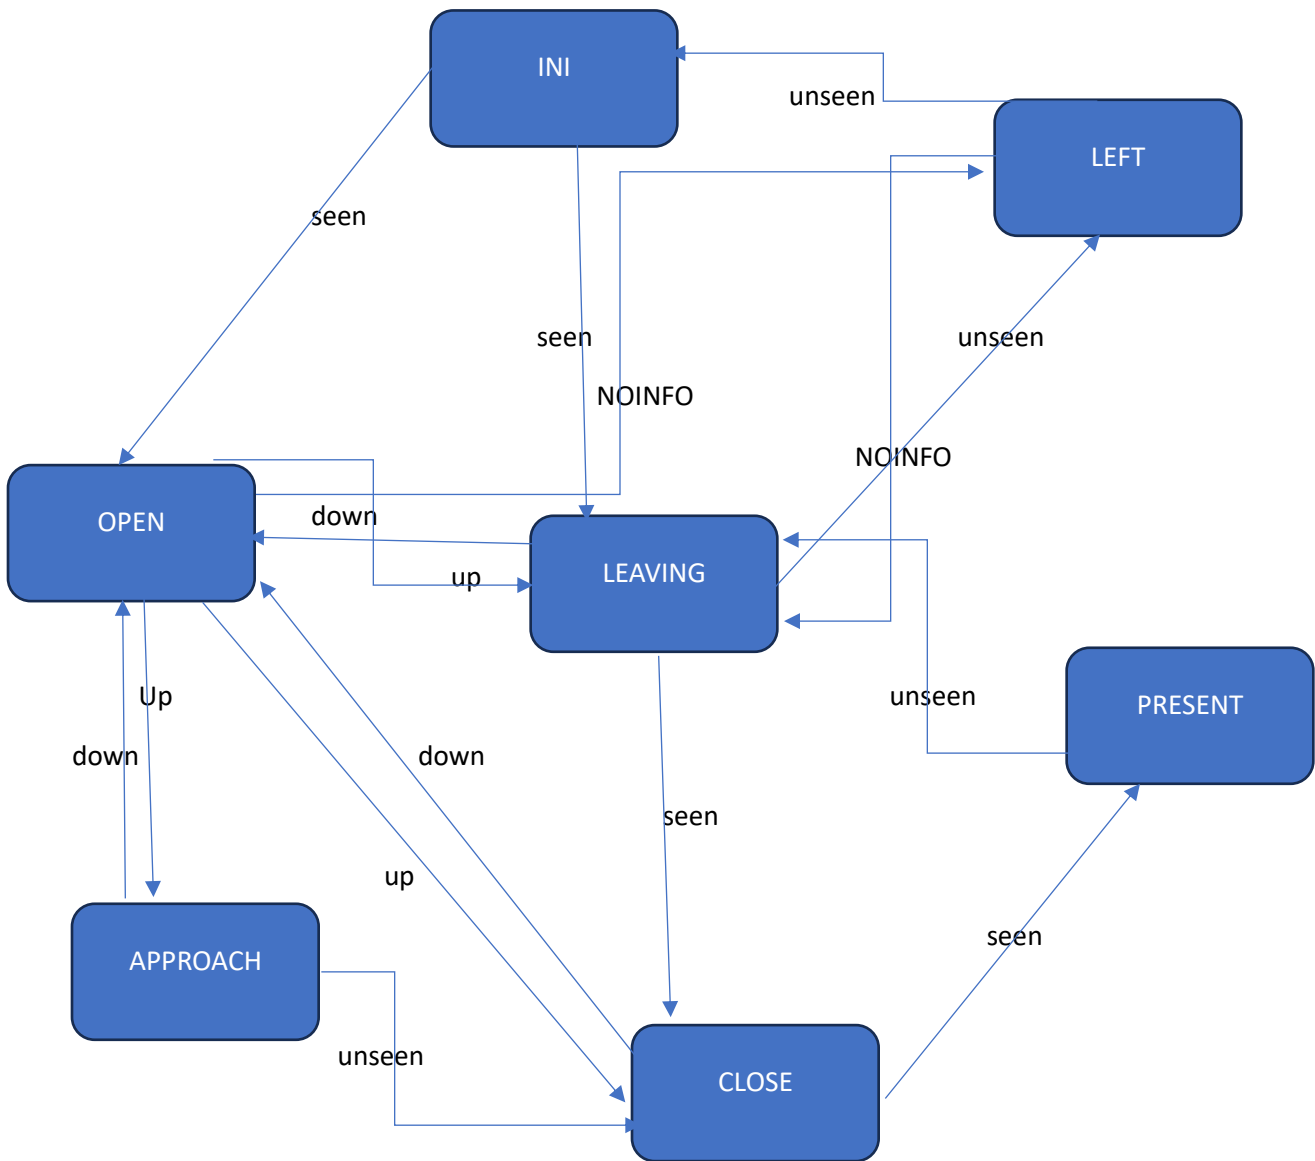 INI
unseen
LEFT
seen
seen
unseen
NOINFO
NOINFO
OPEN
down
LEAVING
up
Up
unseen
PRESENT
down
down
seen
up
seen
APPROACH
unseen
CLOSE